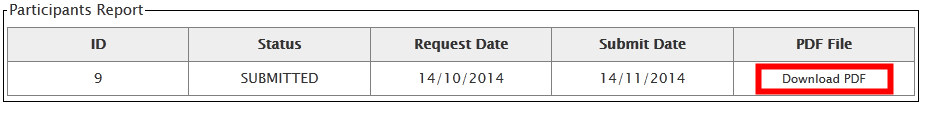 Participants Report
ID Status Request Date Submit Date PDF File
9 SUBMITTED 14/10/2014 14/11/2014 Download PDF